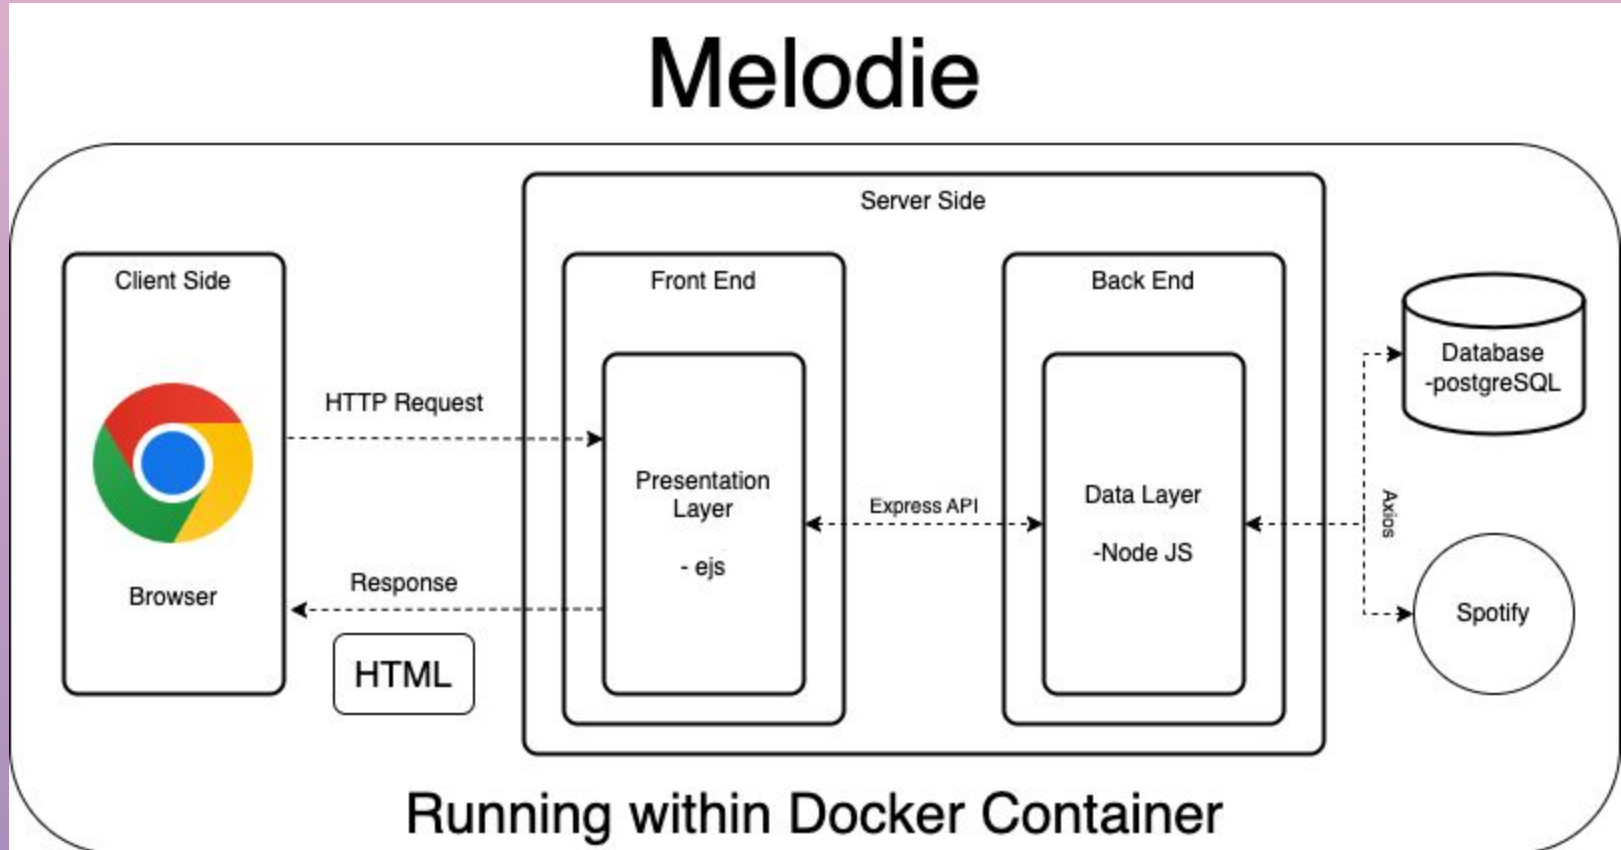 Melodie
Server Side
Client Side
Front End
Back End
Database
-postgreSQL
HTTP Request
Presentation
Layer
- ejs
Express API
Data Layer
-Node JS
Axios
Browser
Response
HTML
Spotify
Running within Docker Container